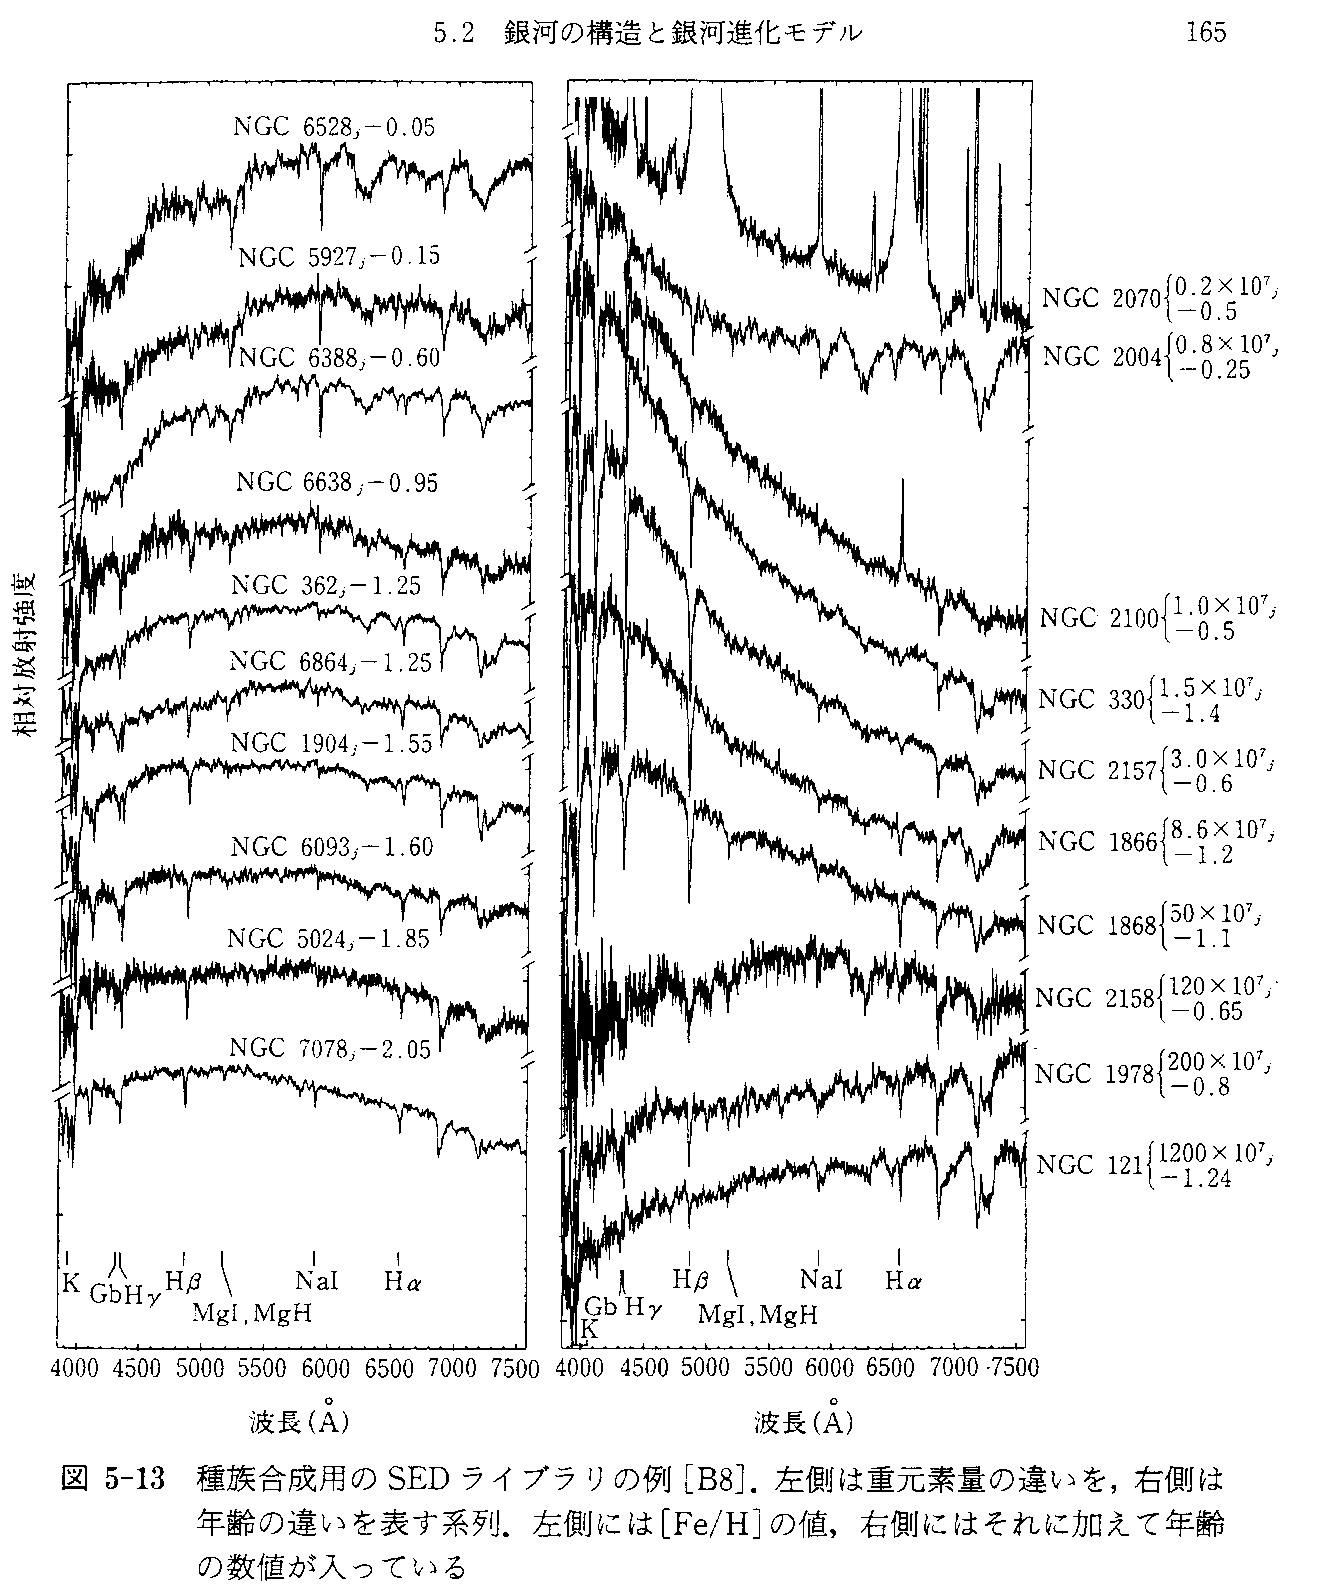 5.2 銀河の構造と銀河進化モデル 165
NGC 6528, −0.05
NGC 5927, −0.15
NGC 6388, −0.60
NGC 6638, −0.95
NGC 362, −1.25
NGC 6864, −1.25
NGC 1904, −1.55
NGC 6093, −1.60
NGC 5024, −1.85
NGC 7078, −2.05
相対放射強度
K Gb Hγ Hβ MgI, MgH NaI Hα
4000 4500 5000 5500 6000 6500 7000 7500
波長(Å)
NGC 2070{0.2×10⁷, −0.5
NGC 2004{0.8×10⁷, −0.25
NGC 2100{1.0×10⁷, −0.5
NGC 330{1.5×10⁷, −1.4
NGC 2157{3.0×10⁷, −0.6
NGC 1866{8.6×10⁷, −1.2
NGC 1868{50×10⁷, −1.1
NGC 2158{120×10⁷, −0.65
NGC 1978{200×10⁷, −0.8
NGC 121{1200×10⁷, −1.24
K Gb Hγ Hβ MgI, MgH NaI Hα
4000 4500 5000 5500 6000 6500 7000 7500
波長(Å)
図 5-13 種族合成用の SED ライブラリの例 [B8]. 左側は重元素量の違いを, 右側は
年齢の違いを表す系列. 左側には[Fe/H]の値, 右側にはそれに加えて年齢
の数値が入っている